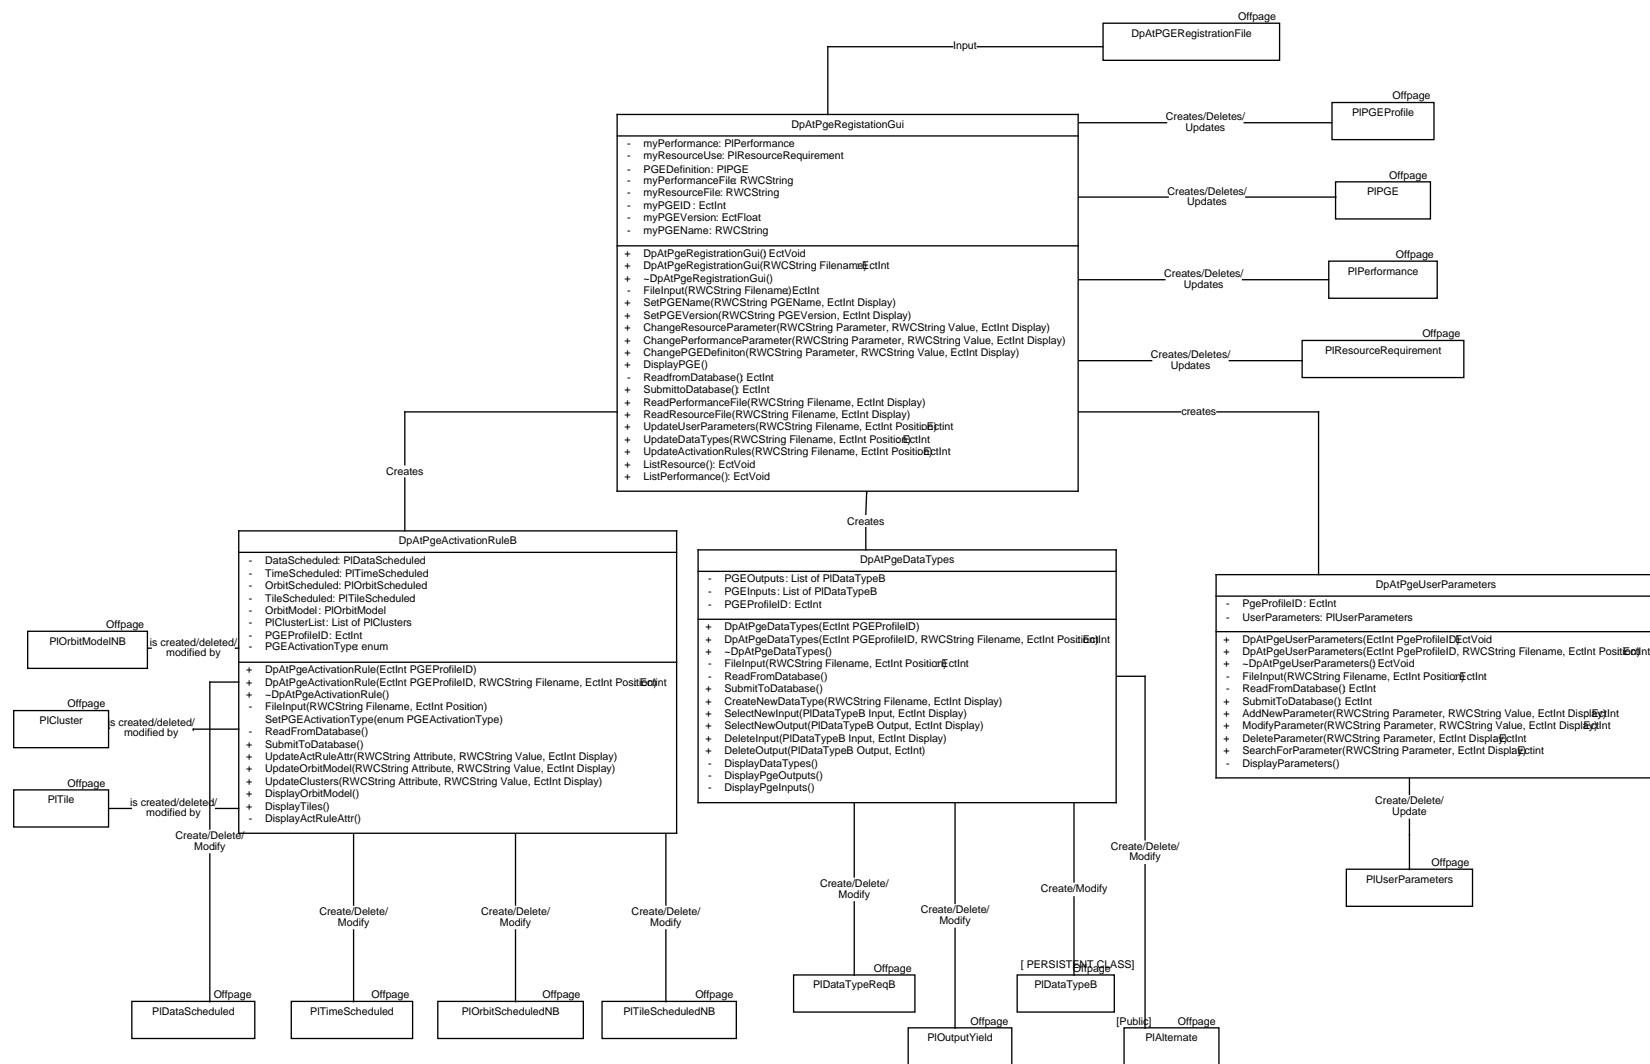 Offpage
DpAtPGERegistrationFile
Input
Offpage
PlPGEProfile
Creates/Deletes/
Updates
Offpage
PlPGE
Creates/Deletes/
Updates
Offpage
PlPerformance
Creates/Deletes/
Updates
Offpage
PlResourceRequirement
Creates/Deletes/
Updates
DpAtPgeRegistationGui
- myPerformance: PlPerformance
- myResourceUse: PlResourceRequirement
- PGEDefinition: PlPGE
- myPerformanceFile: RWCString
- myResourceFile: RWCString
- myPGEID : EctInt
- myPGEVersion: EctFloat
- myPGEName: RWCString
+ DpAtPgeRegistrationGui(): EctVoid
+ DpAtPgeRegistrationGui(RWCString Filename):EctInt
+ ~DpAtPgeRegistrationGui()
- FileInput(RWCString Filename):EctInt
+ SetPGEName(RWCString PGEName, EctInt Display)
+ SetPGEVersion(RWCString PGEVersion, EctInt Display)
+ ChangeResourceParameter(RWCString Parameter, RWCString Value, EctInt Display)
+ ChangePerformanceParameter(RWCString Parameter, RWCString Value, EctInt Display)
+ ChangePGEDefiniton(RWCString Parameter, RWCString Value, EctInt Display)
+ DisplayPGE()
- ReadfromDatabase(): EctInt
+ SubmittoDatabase(): EctInt
+ ReadPerformanceFile(RWCString Filename, EctInt Display)
+ ReadResourceFile(RWCString Filename, EctInt Display)
+ UpdateUserParameters(RWCString Filename, EctInt Position):Ectint
+ UpdateDataTypes(RWCString Filename, EctInt Position):EctInt
+ UpdateActivationRules(RWCString Filename, EctInt Position):EctInt
+ ListResource(): EctVoid
+ ListPerformance(): EctVoid
Creates
Creates
creates
DpAtPgeActivationRuleB
- DataScheduled: PlDataScheduled
- TimeScheduled: PlTimeScheduled
- OrbitScheduled: PlOrbitScheduled
- TileScheduled: PlTileScheduled
- OrbitModel : PlOrbitModel
- PlClusterList: List of PlClusters
- PGEProfileID: EctInt
- PGEActivationType: enum
+ DpAtPgeActivationRule(EctInt PGEProfileID)
+ DpAtPgeActivationRule(EctInt PGEProfileID, RWCString Filename, EctInt Position):EctInt
+ ~DpAtPgeActivationRule()
- FileInput(RWCString Filename, EctInt Position)
SetPGEActivationType(enum PGEActivationType)
- ReadFromDatabase()
+ SubmitToDatabase()
+ UpdateActRuleAttr(RWCString Attribute, RWCString Value, EctInt Display)
+ UpdateOrbitModel(RWCString Attribute, RWCString Value, EctInt Display)
+ UpdateClusters(RWCString Attribute, RWCString Value, EctInt Display)
+ DisplayOrbitModel()
+ DisplayTiles()
- DisplayActRuleAttr()
Offpage
PlOrbitModelNB
is created/deleted/
modified by
Offpage
PlCluster
is created/deleted/
modified by
Offpage
PlTile
is created/deleted/
modified by
DpAtPgeDataTypes
- PGEOutputs : List of PlDataTypeB
- PGEInputs: List of PlDataTypeB
- PGEProfileID: EctInt
+ DpAtPgeDataTypes(EctInt PGEProfileID)
+ DpAtPgeDataTypes(EctInt PGEprofileID, RWCString Filename, EctInt Position):EctInt
+ ~DpAtPgeDataTypes()
- FileInput(RWCString Filename, EctInt Position):EctInt
- ReadFromDatabase()
+ SubmitToDatabase()
+ CreateNewDataType(RWCString Filename, EctInt Display)
+ SelectNewInput(PlDataTypeB Input, EctInt Display)
+ SelectNewOutput(PlDataTypeB Output, EctInt Display)
+ DeleteInput(PlDataTypeB Input, EctInt Display)
+ DeleteOutput(PlDataTypeB Output, EctInt)
- DisplayDataTypes()
- DisplayPgeOutputs()
- DisplayPgeInputs()
DpAtPgeUserParameters
- PgeProfileID : EctInt
- UserParameters: PlUserParameters
+ DpAtPgeUserParameters(EctInt PgeProfileID):EctVoid
+ DpAtPgeUserParameters(EctInt PgeProfileID, RWCString Filename, EctInt Position):EctInt
+ ~DpAtPgeUserParameters(): EctVoid
- FileInput(RWCString Filename, EctInt Position):EctInt
- ReadFromDatabase(): EctInt
+ SubmitToDatabase(): EctInt
+ AddNewParameter(RWCString Parameter, RWCString Value, EctInt Display):EctInt
+ ModifyParameter(RWCString Parameter, RWCString Value, EctInt Display):EctInt
+ DeleteParameter(RWCString Parameter, EctInt Display):EctInt
+ SearchForParameter(RWCString Parameter, EctInt Display):Ectint
- DisplayParameters()
Create/Delete/
Modify
Create/Delete/
Modify
Create/Delete/
Modify
Create/Delete/
Modify
Create/Delete/
Modify
Create/Delete/
Modify
Create/Modify
Create/Delete/
Modify
Create/Delete/
Update
Offpage
PlUserParameters
Offpage
PlDataScheduled
Offpage
PlTimeScheduled
Offpage
PlOrbitScheduledNB
Offpage
PlTileScheduledNB
Offpage
PlDataTypeReqB
[ PERSISTENT CLASS]
Offpage
PlDataTypeB
Offpage
PlOutputYield
[Public]
Offpage
PlAlternate